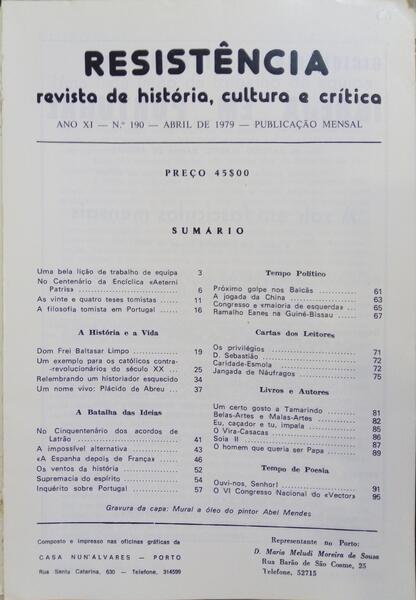 RESISTÊNCIA
revista de história, cultura e crítica
ANO XI — N.º 190 — ABRIL DE 1979 — PUBLICAÇÃO MENSAL
PREÇO 45$00
SUMÁRIO
Uma bela lição de trabalho de equipa 3
No Centenário da Encíclica «Aeterni
Patris» ........................ 6
As vinte e quatro teses tomistas ...... 11
A filosofia tomista em Portugal ...... 16
A História e a Vida
Dom Frei Baltasar Limpo ............ 19
Um exemplo para os católicos contra-
-revolucionários do século XX ... 25
Relembrando um historiador esquecido 34
Um nome vivo: Plácido de Abreu ... 37
A Batalha das Ideias
No Cinquentenário dos acordos de
Latrão ........................ 41
A impossível alternativa ............ 43
«A Espanha depois de Franco» ...... 46
Os ventos da história ............... 52
Supremacia do espírito ............... 54
Inquérito sobre Portugal ............ 57
Tempo Político
Próximo golpe nos Balcãs ............ 61
A jogada da China .................. 63
Congresso e «maioria de esquerda» ... 65
Ramalho Eanes na Guiné-Bissau ...... 67
Cartas dos Leitores
Os privilégios ..................... 71
D. Sebastião ..................... 72
Caridade-Esmola .................. 72
Jangada de Náufragos ............... 75
Livros e Autores
Um certo gosto a Tamarindo ......... 81
Belas-Artes e Malas-Artes ............ 82
Eu, caçador e tu, impala ............ 85
O Vira-Casacas ..................... 86
Soia II ........................... 87
O homem que queria ser Papa ...... 89
Tempo de Poesia
Ouvi-nos, Senhor! .................. 91
O VI Congresso Nacional do «Vector» 95
Gravura da capa: Mural a óleo do pintor Abel Mendes
Composto e impresso nas oficinas gráficas da
CASA NUN'ÁLVARES — PORTO
Rua Santa Catarina, 630 — Telefone, 314599
Representante no Porto:
D. Maria Meludi Moreira de Sousa
Rua Barão de São Cosme, 25
Telefone, 52715